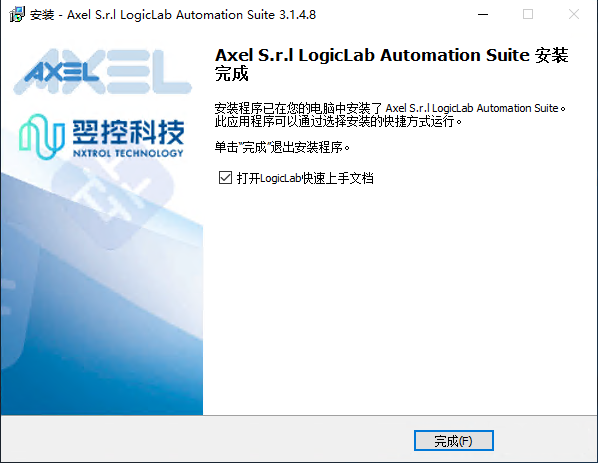 安装 - Axel S.r.l LogicLab Automation Suite 3.1.4.8
AXEL
AXEL
翌控科技
NXTROL TECHNOLOGY
Axel S.r.l LogicLab Automation Suite 安装
完成
安装程序已在您的电脑中安装了 Axel S.r.l LogicLab Automation Suite。
此应用程序可以通过选择安装的快捷方式运行。
单击“完成”退出安装程序。
打开LogicLab快速上手文档
完成(F)